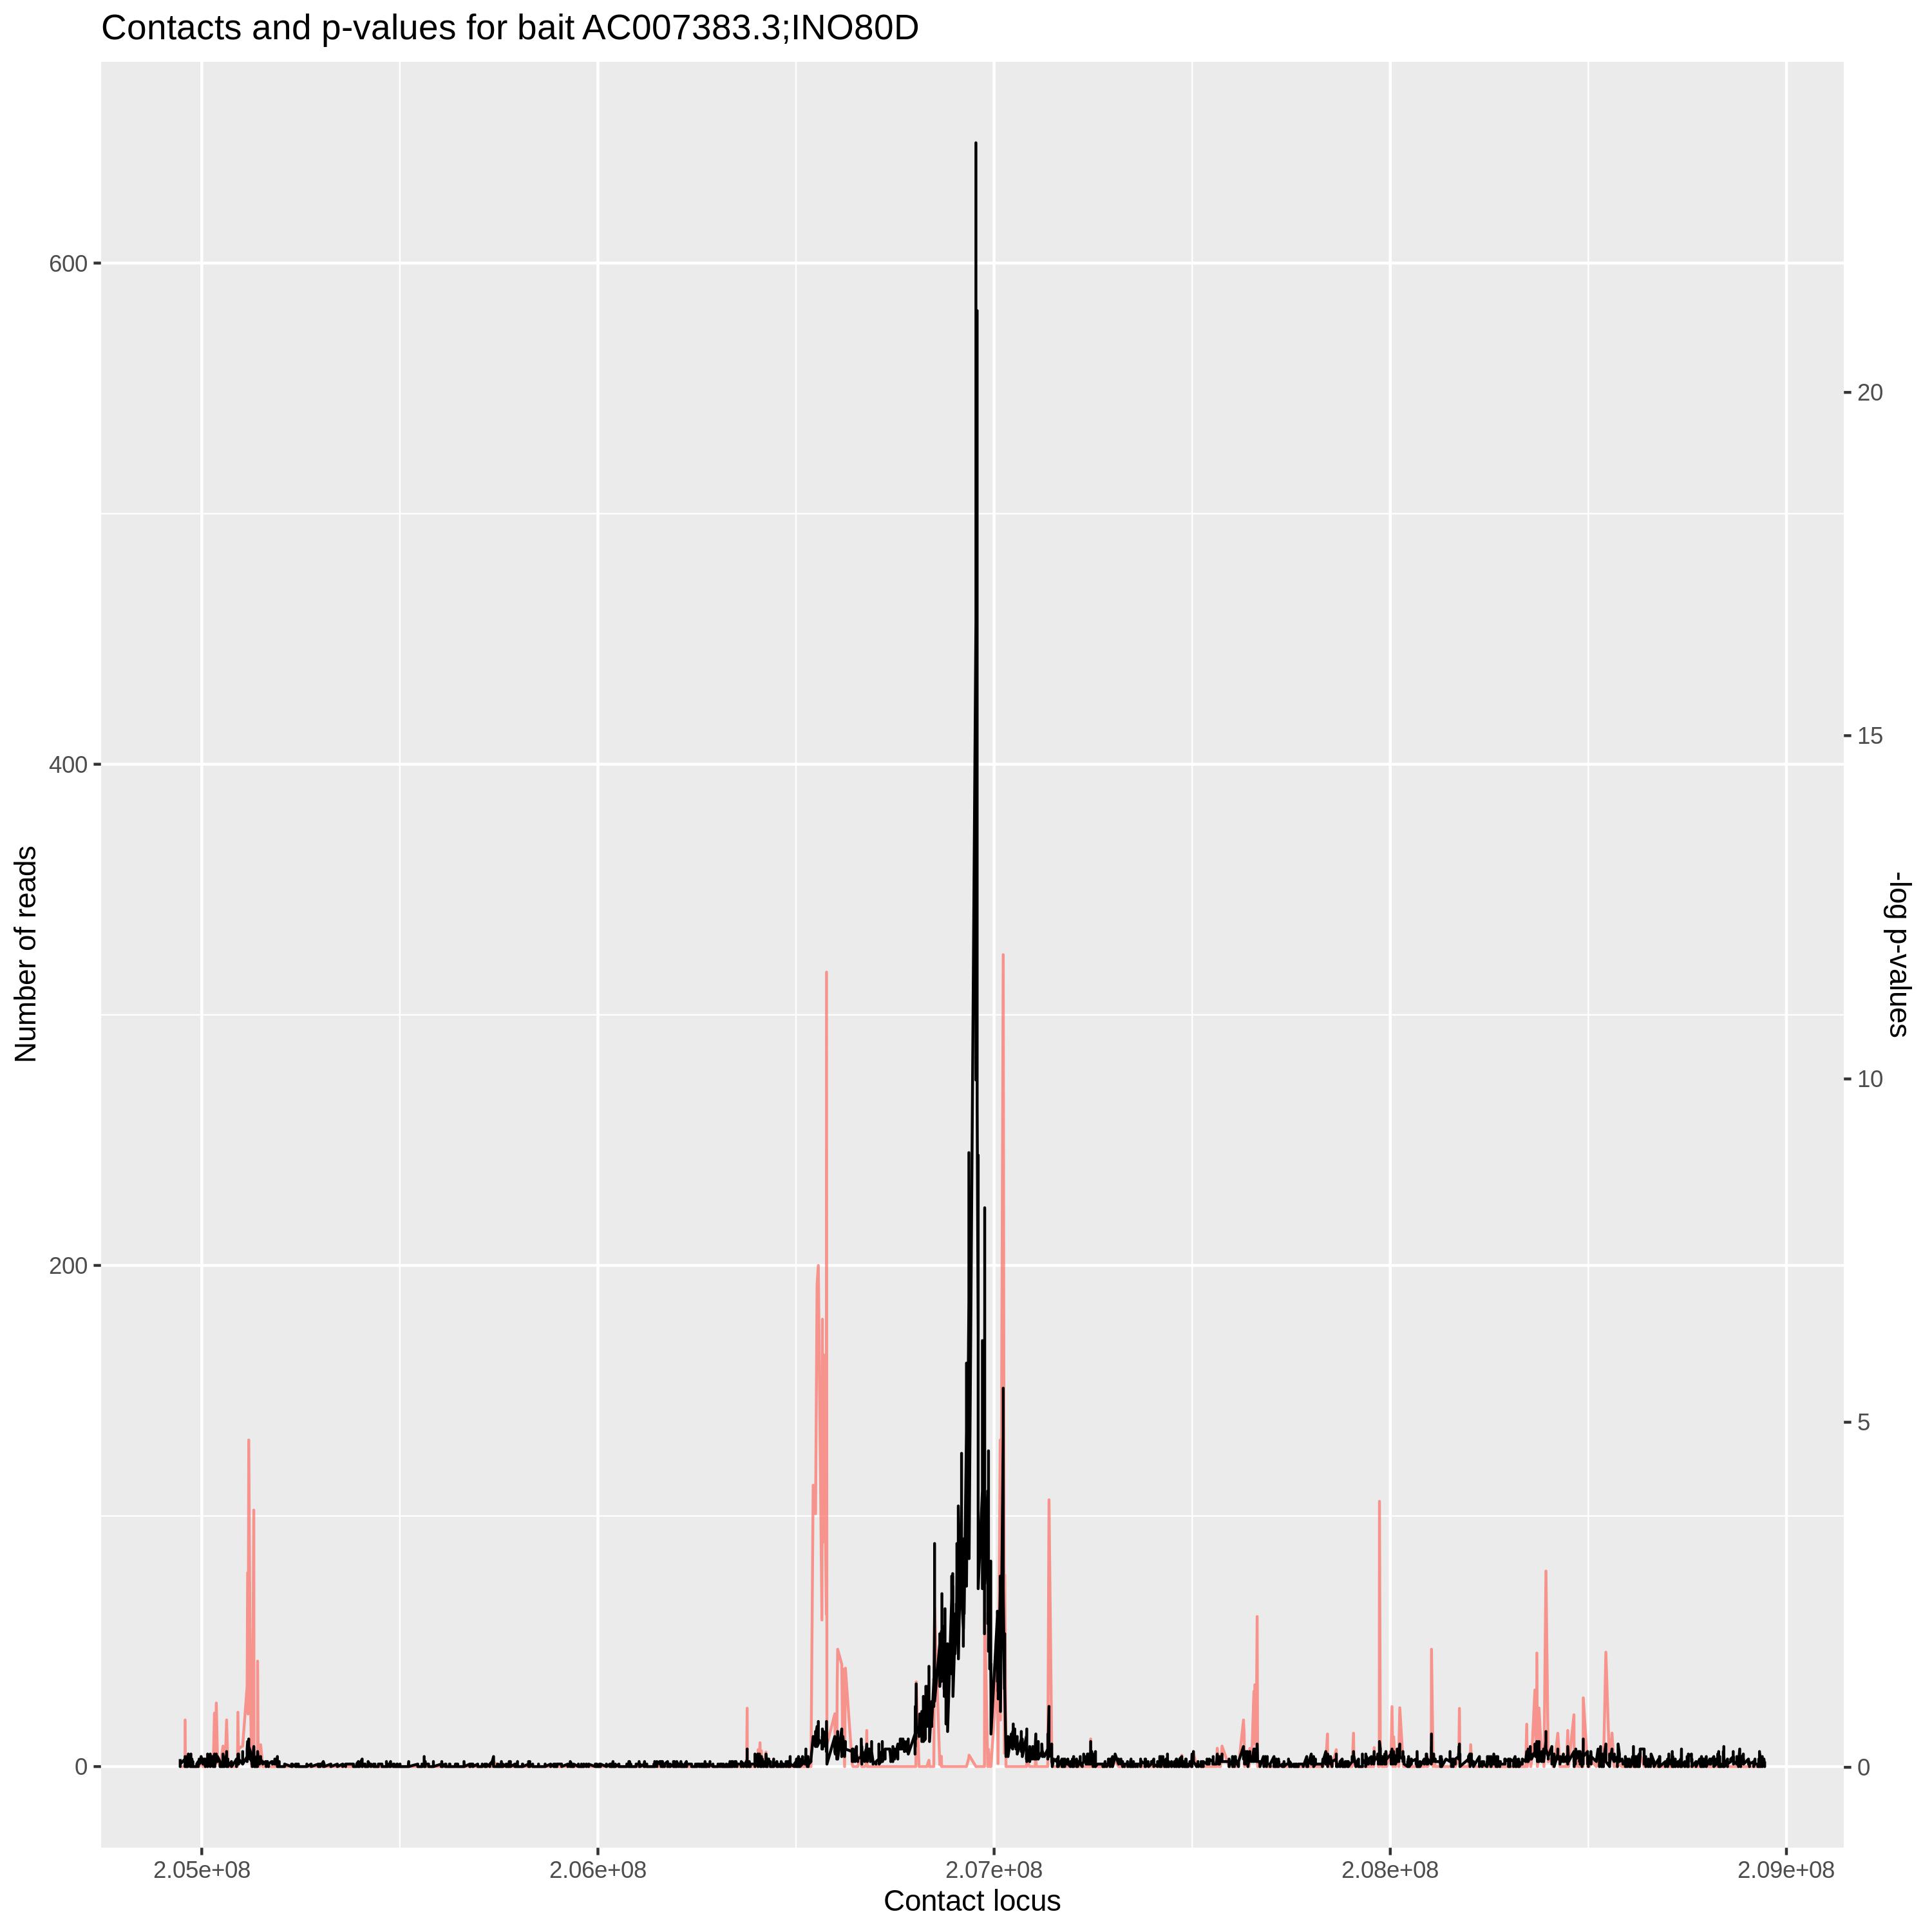 Contacts and p-values for bait AC007383.3;INO80D
600
400
200
0
Number of reads
20
15
10
5
0
-log p-values
2.05e+08
2.06e+08
2.07e+08
2.08e+08
2.09e+08
Contact locus